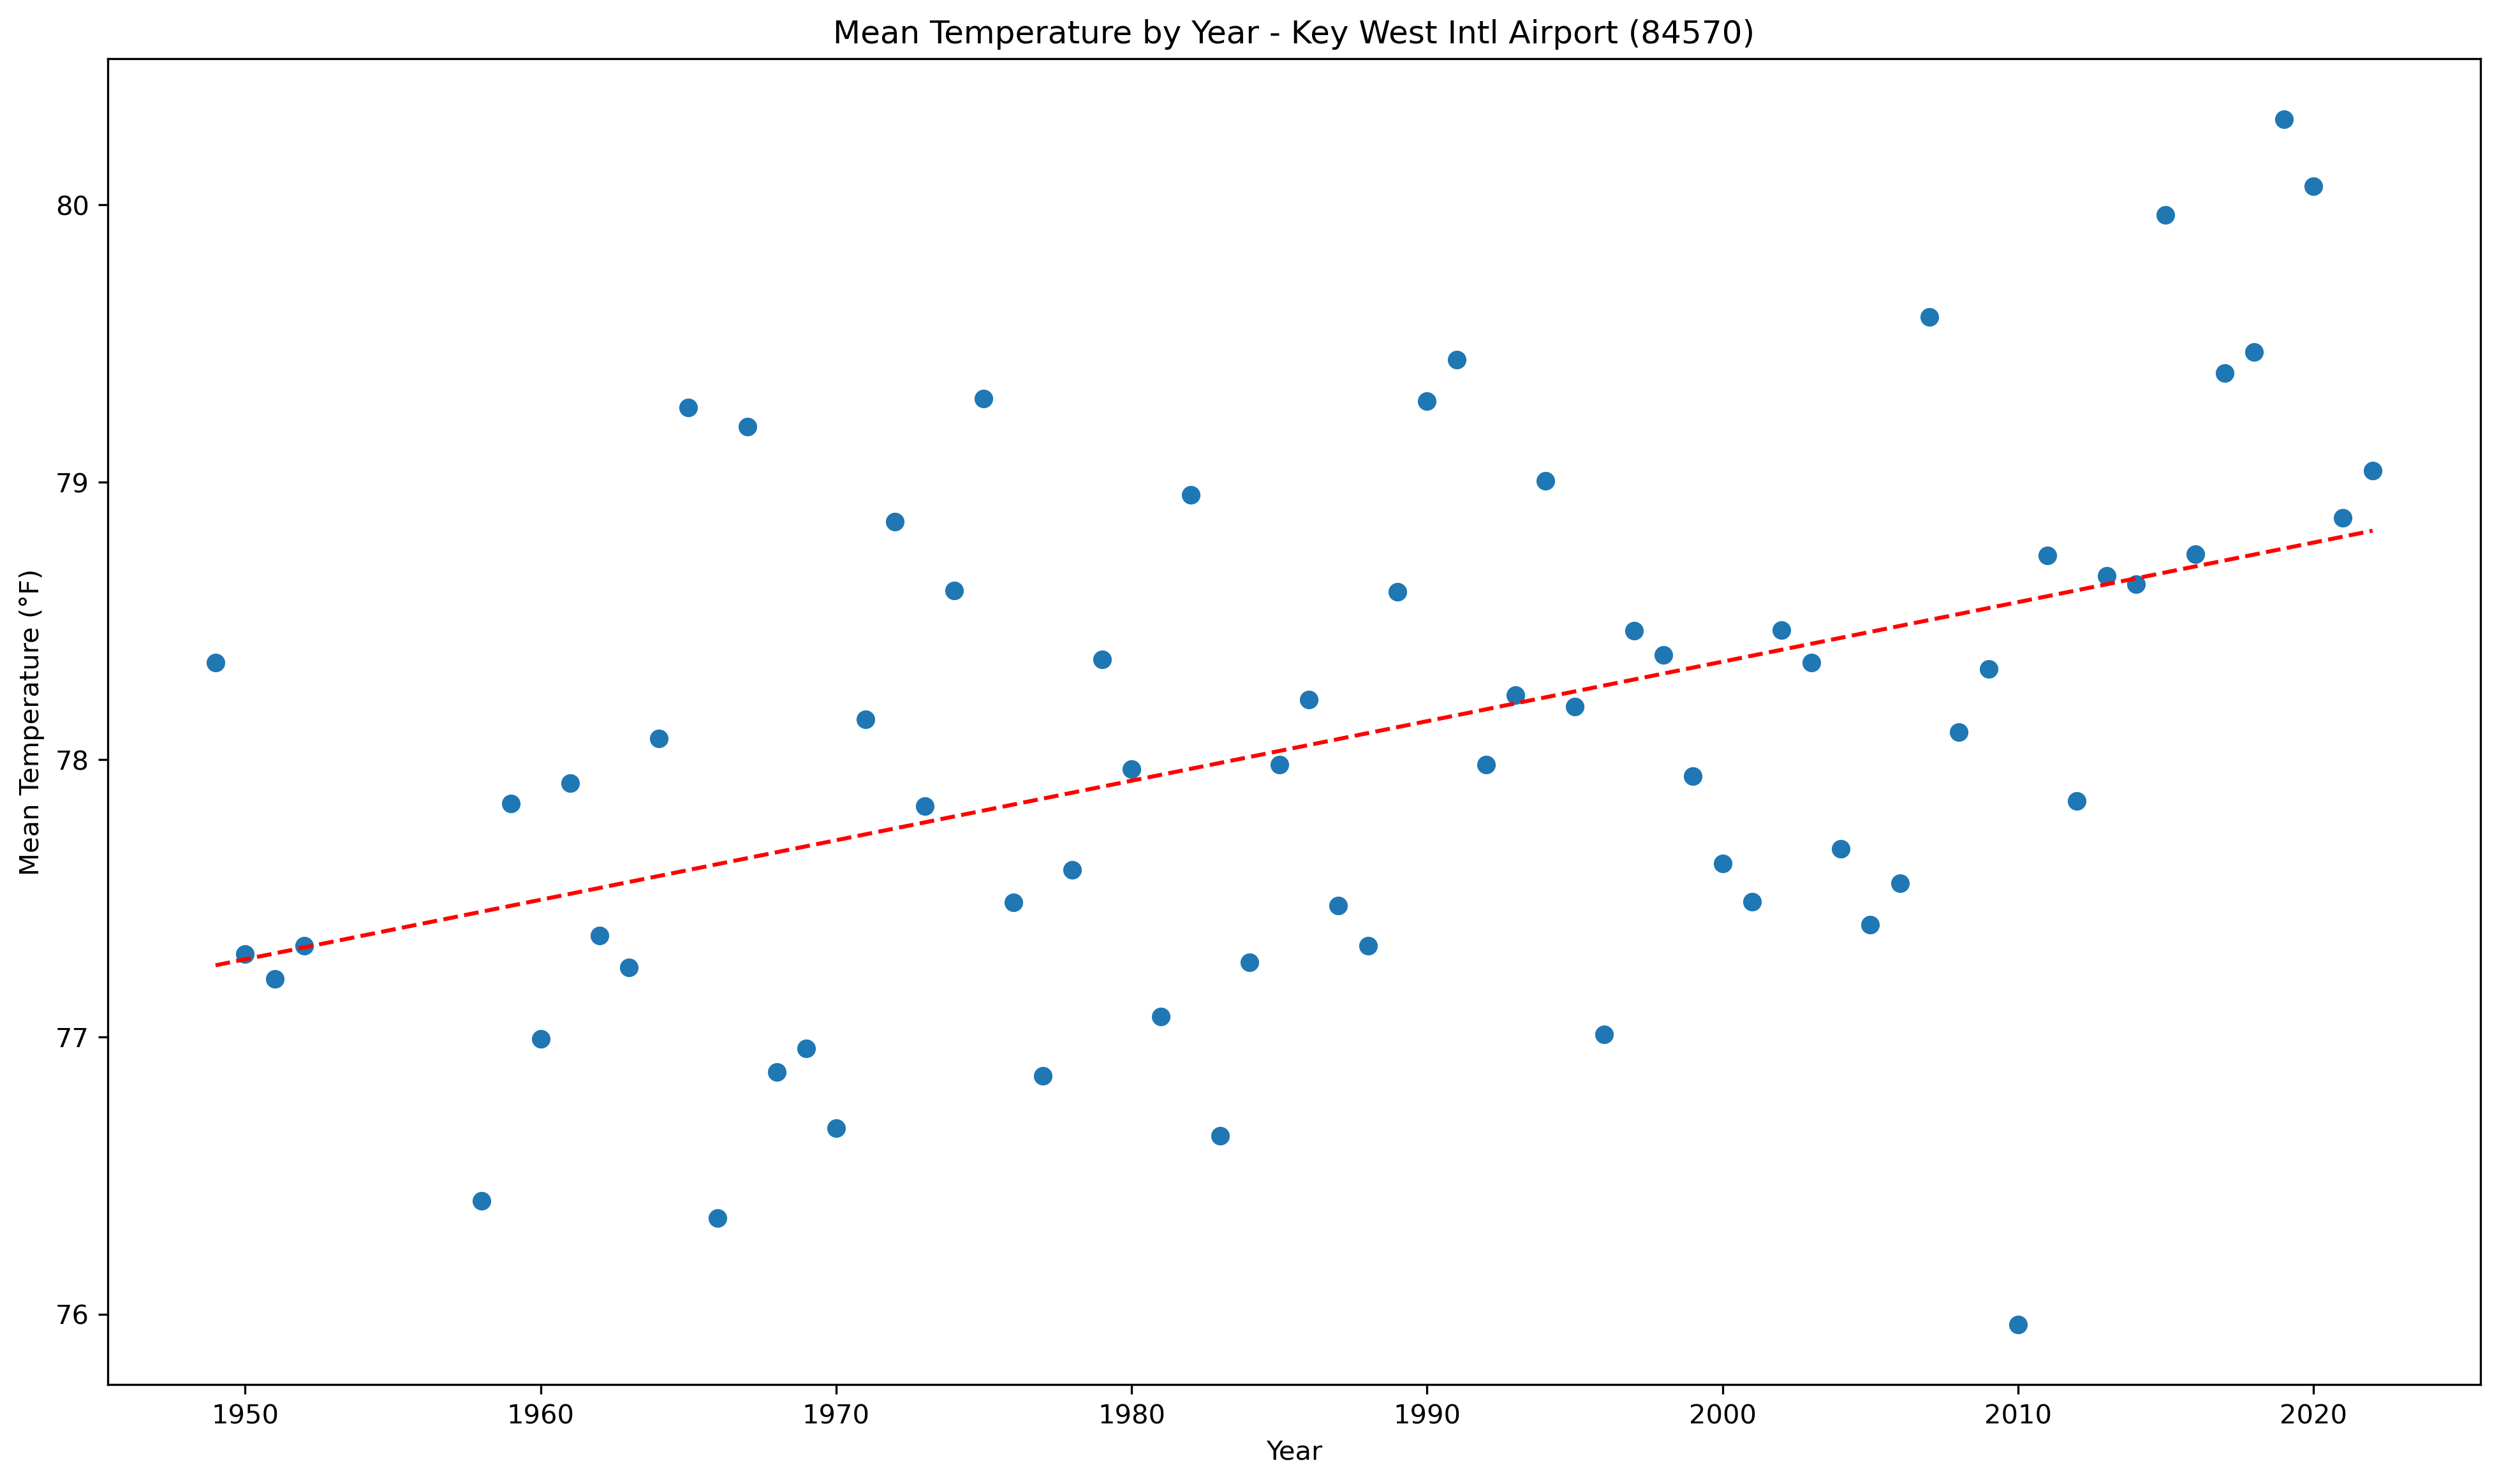 Mean Temperature by Year - Key West Intl Airport (84570)
Mean Temperature (°F)
80
79
78
77
76
1950 1960 1970 1980 1990 2000 2010 2020
Year